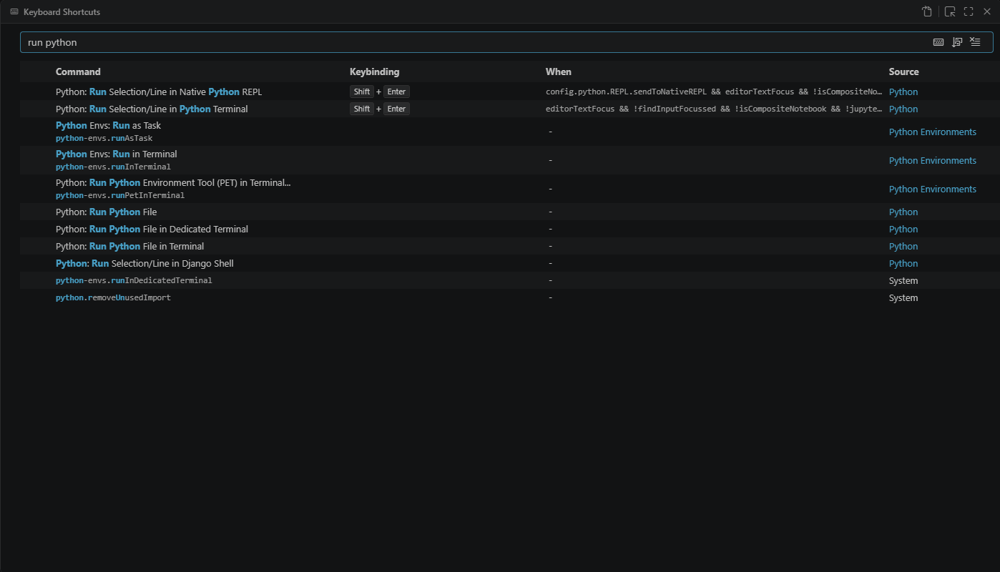 Keyboard Shortcuts
run python
Command Keybinding When Source
Python: Run Selection/Line in Native Python REPL Shift + Enter config.python.REPL.sendToNativeREPL && editorTextFocus && !isCompositeNo… Python
Python: Run Selection/Line in Python Terminal Shift + Enter editorTextFocus && !findInputFocussed && !isCompositeNotebook && !jupyte… Python
Python Envs: Run as Task
python-envs.runAsTask - Python Environments
Python Envs: Run in Terminal
python-envs.runInTerminal - Python Environments
Python: Run Python Environment Tool (PET) in Terminal...
python-envs.runPetInTerminal - Python Environments
Python: Run Python File - Python
Python: Run Python File in Dedicated Terminal - Python
Python: Run Python File in Terminal - Python
Python: Run Selection/Line in Django Shell - Python
python-envs.runInDedicatedTerminal - System
python.removeUnusedImport - System